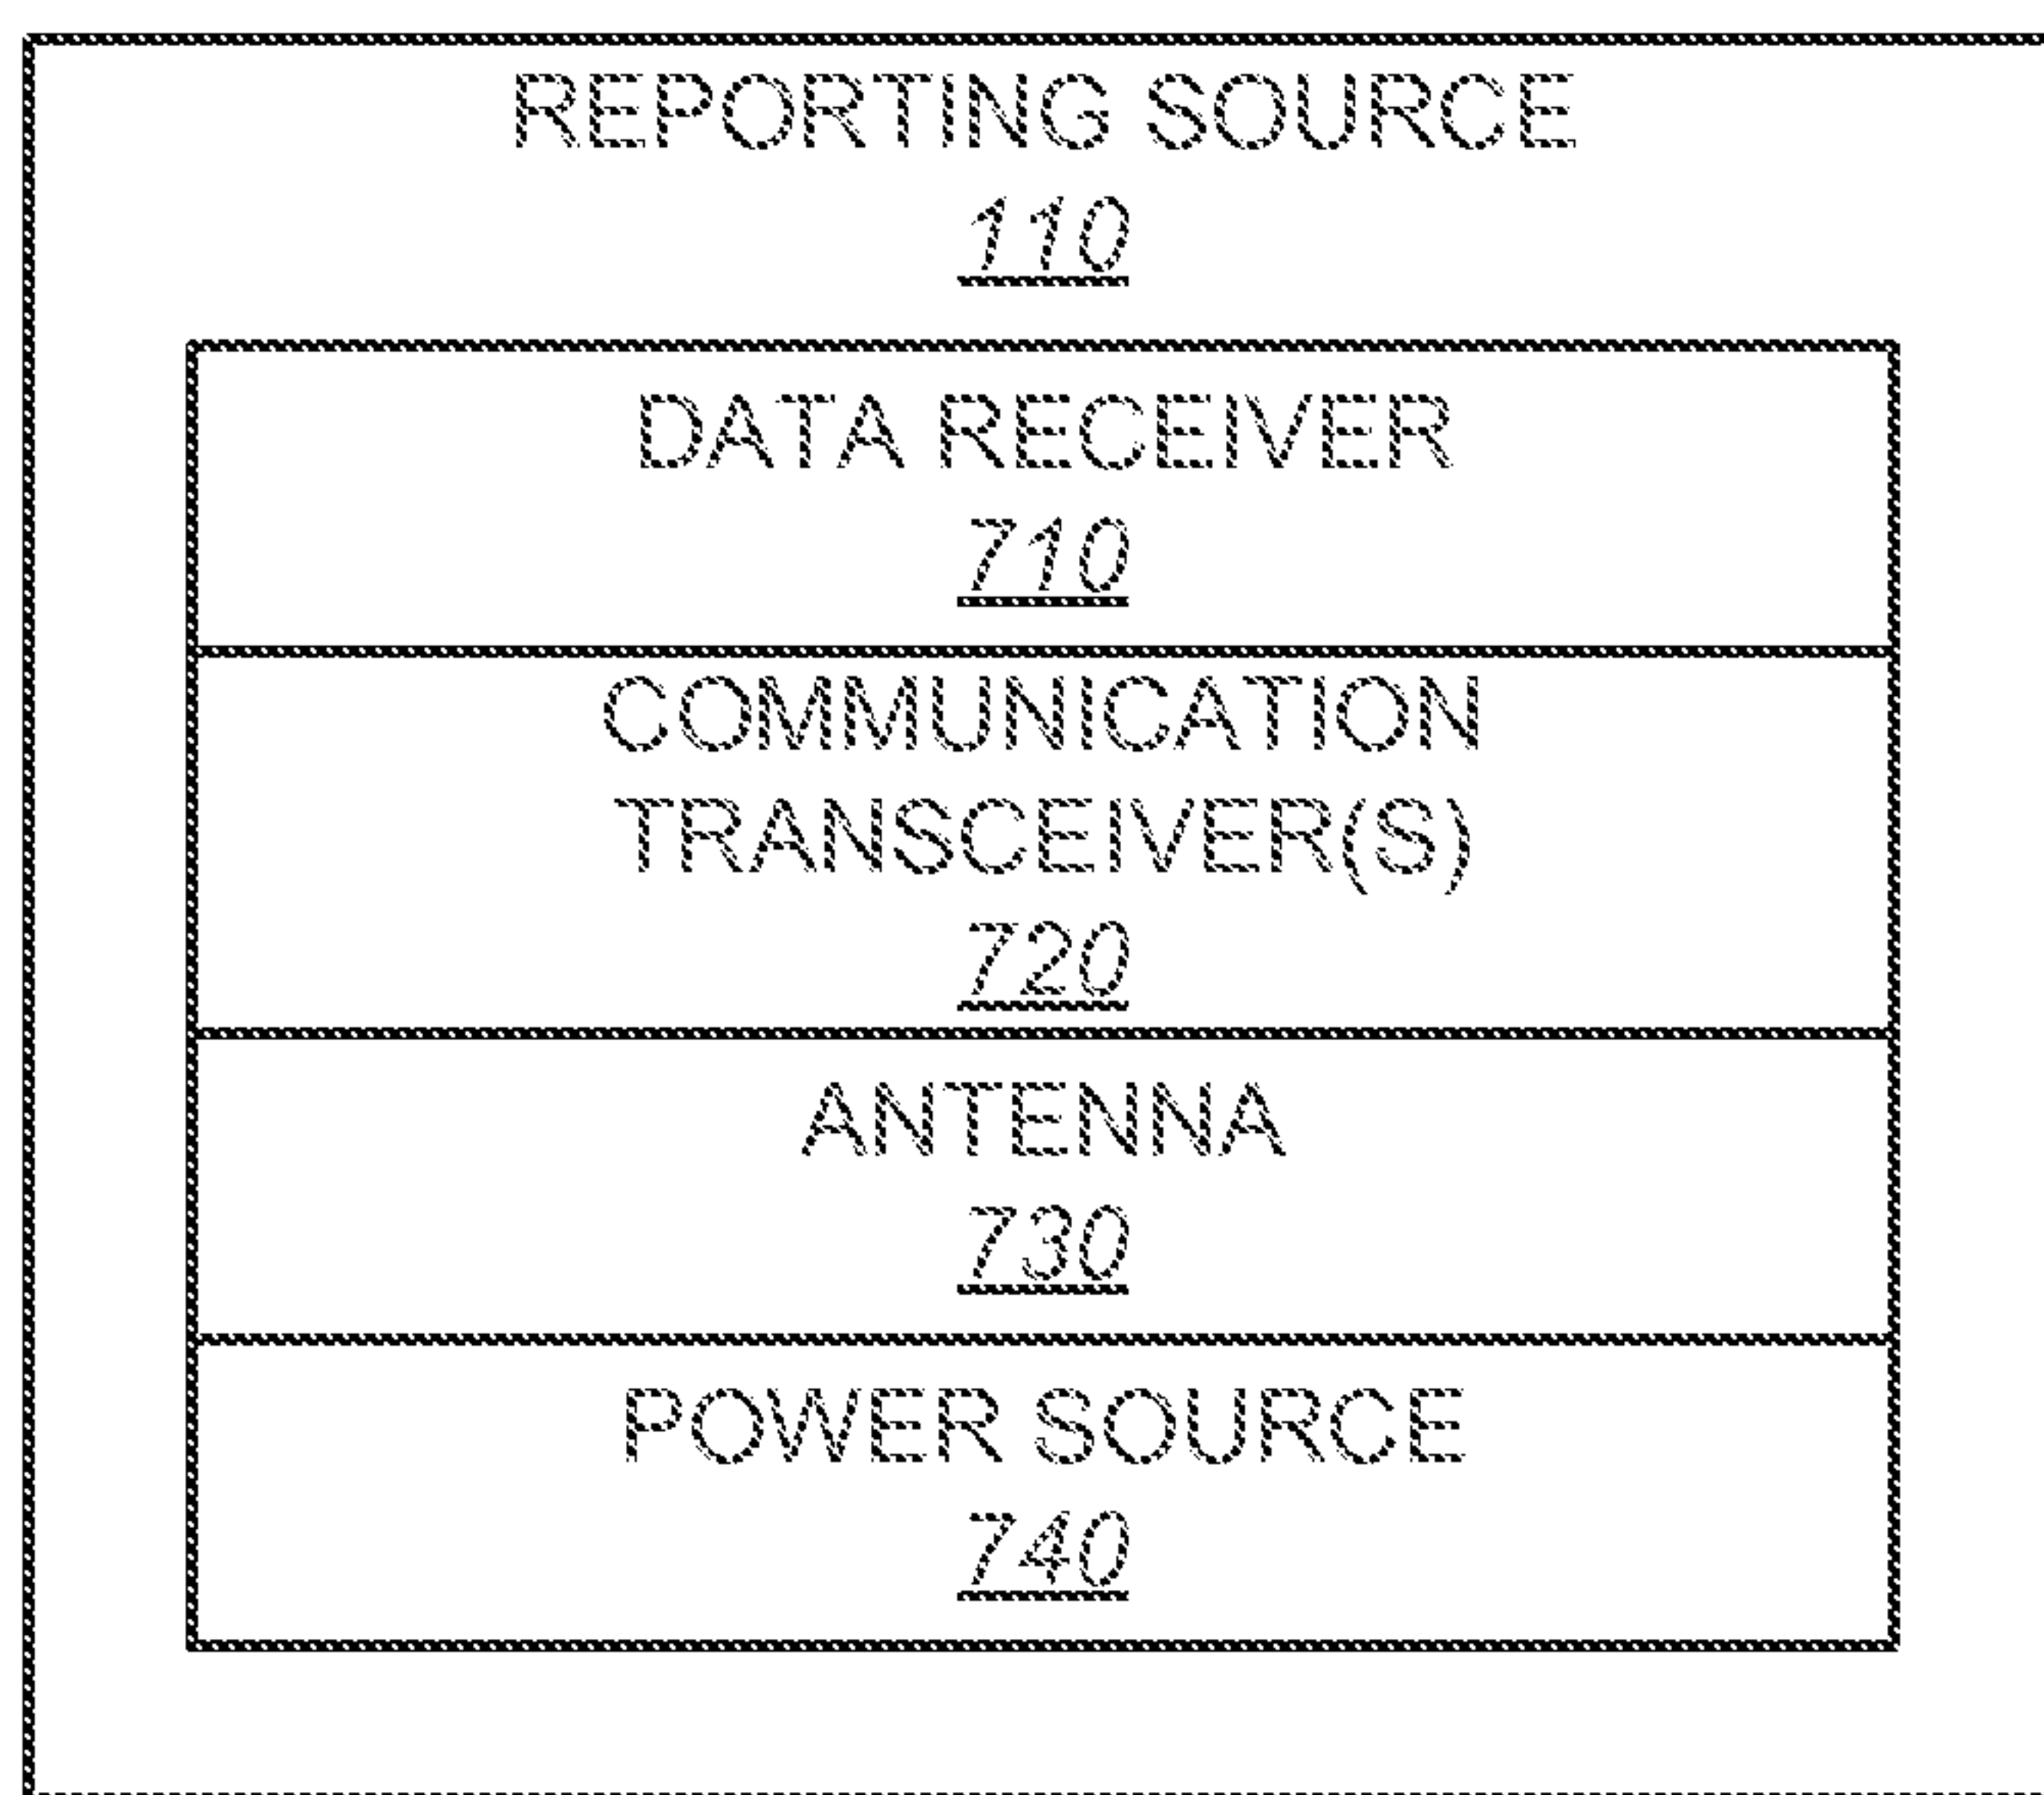 REPORTING SOURCE
110
DATA RECEIVER
710
COMMUNICATION
TRANSCEIVER(S)
720
ANTENNA
730
POWER SOURCE
740